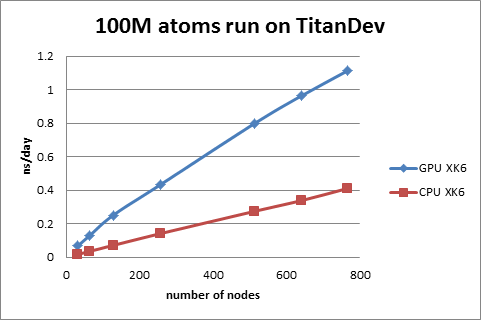 100M atoms run on TitanDev
1.2
1
0.8
0.6
0.4
0.2
0
ns/day
0 200 400 600 800
number of nodes
GPU XK6
CPU XK6